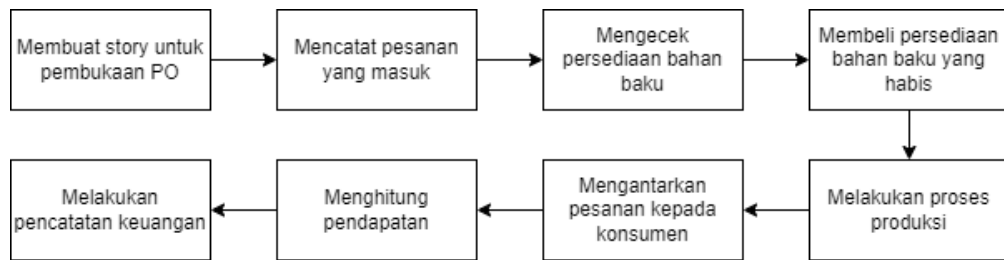 Membuat story untuk
pembukaan PO
Mencatat pesanan
yang masuk
Mengecek
persediaan bahan
baku
Membeli persediaan
bahan baku yang
habis
Melakukan proses
produksi
Mengantarkan
pesanan kepada
konsumen
Menghitung
pendapatan
Melakukan
pencatatan keuangan